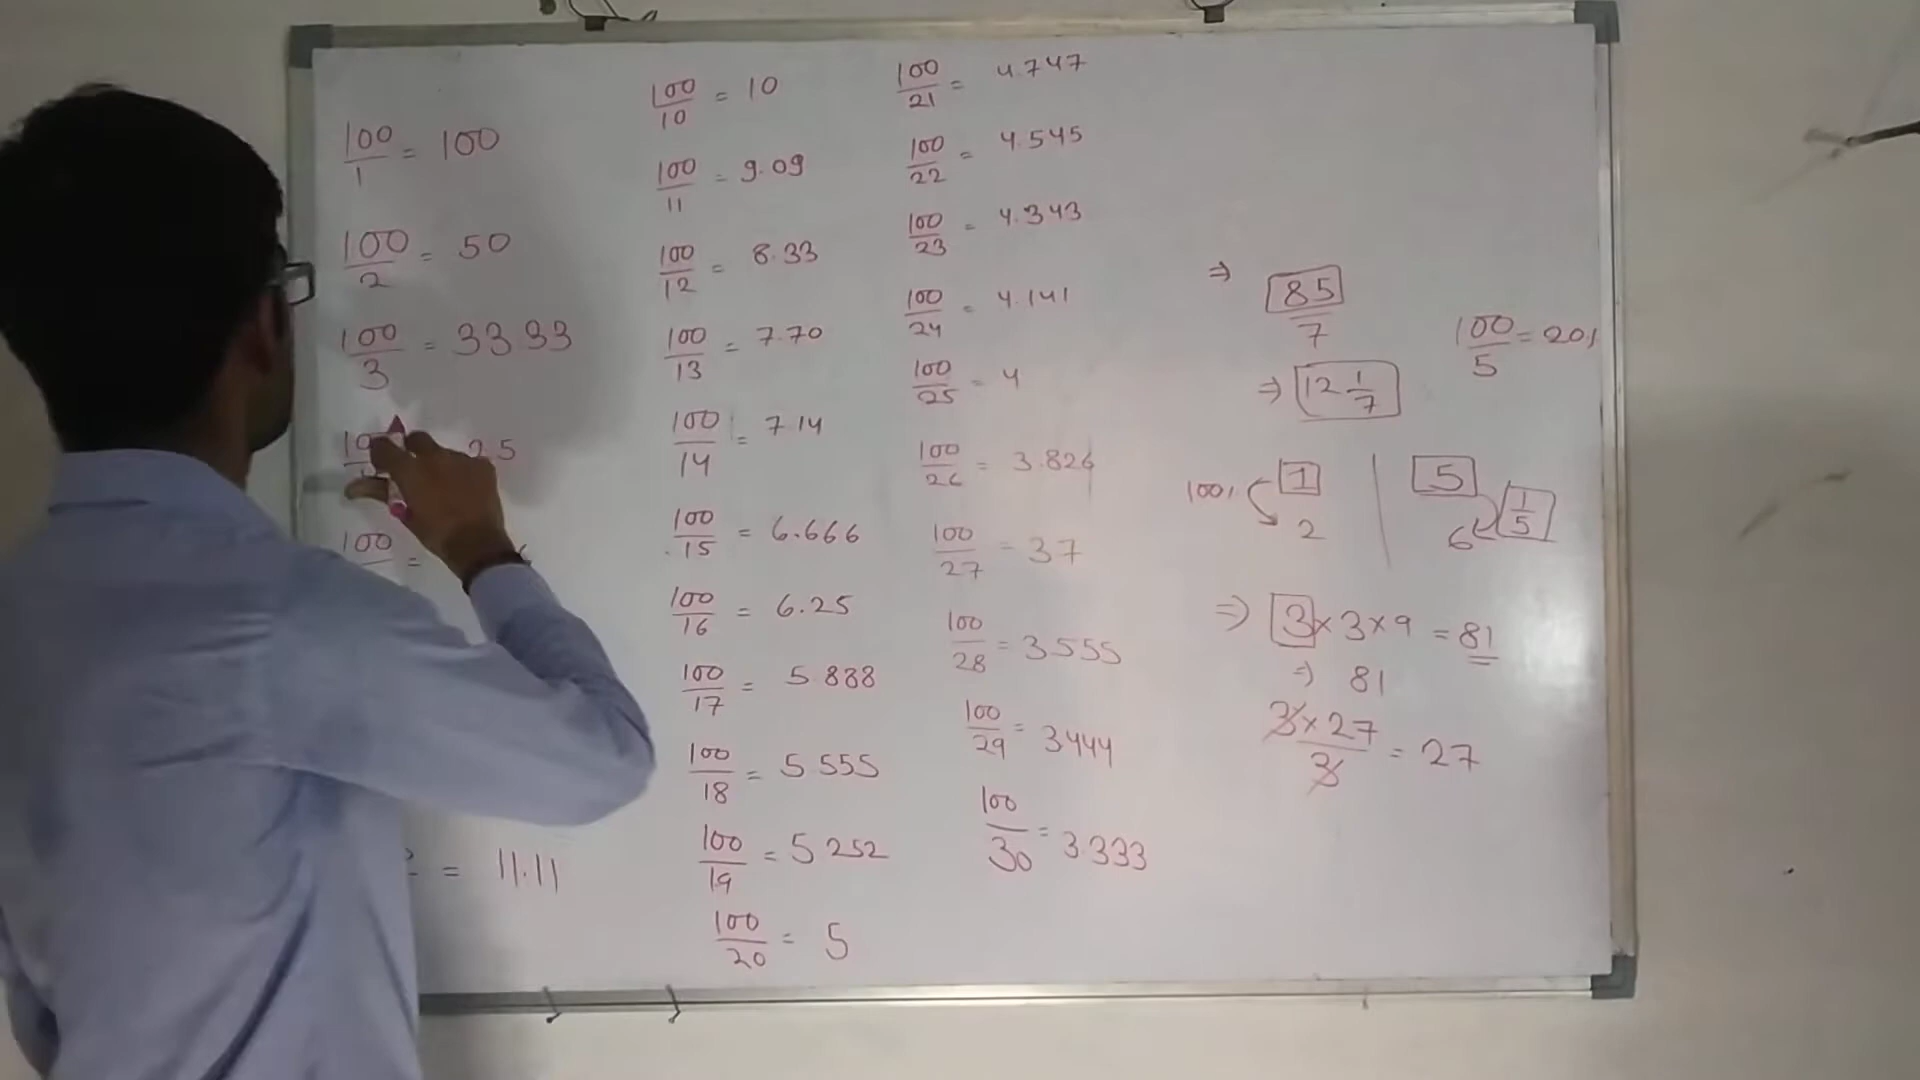 100/1 = 100
100/2 = 50
100/3 = 33 33
25
100
=
= 11.11
100/10 = 10
100/11 = 9.09
100/12 = 8.33
100/13 = 7.70
100/14 = 7.14
100/15 = 6.666
100/16 = 6.25
100/17 = 5.888
100/18 = 5.555
100/19 = 5 252
100/20 = 5
100/21 = 4.747
100/22 = 4.545
100/23 = 4.343
100/24 = 4.141
100/25 = 4
100/26 = 3.826
100/27 = 37
100/28 = 3.555
100/29 = 3444
100/30 = 3.333
⇒ 85/7
⇒ 12 1/7
100/5 = 20%
100% 1
2
5
6 1/5
⇒ 3×3×9 = 81
⇒ 81
3×27/3 = 27